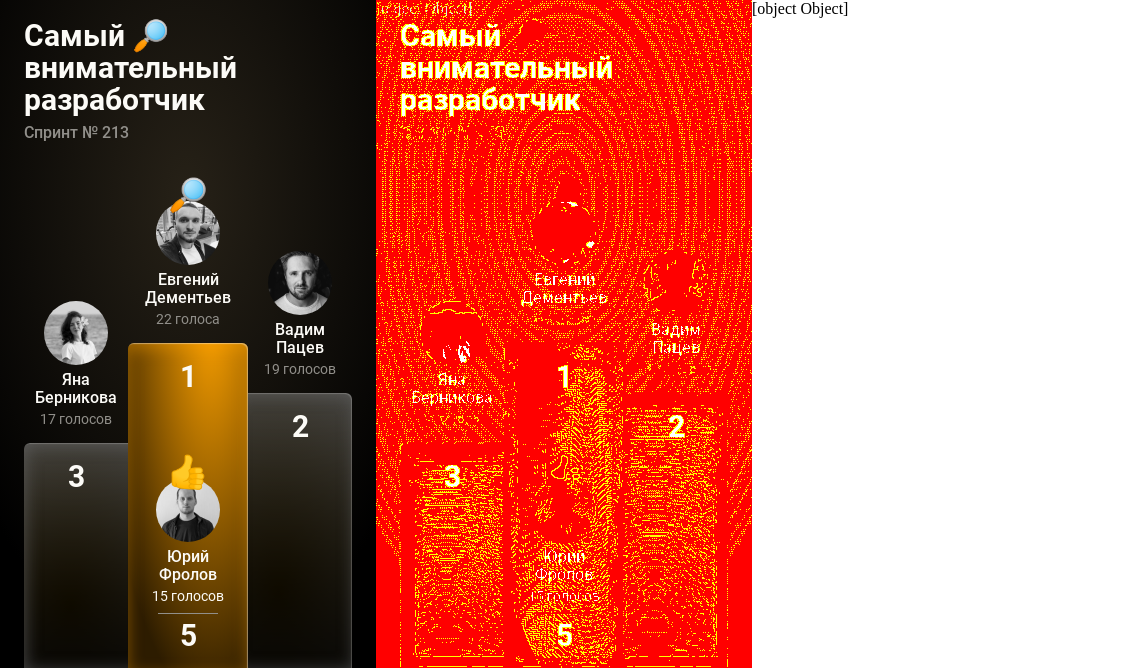 Самый 🔎
внимательный
разработчик
Спринт № 213
Евгений
Дементьев
22 голоса
Вадим
Пацев
19 голосов
Яна
Берникова
17 голосов
1
2
3
Юрий
Фролов
15 голосов
5
[object Object]
Самый
внимательный
разработчик
Евгений
Дементьев
Вадим
Пацев
Яна
Берникова
1
2
3
Юрий
Фролов
15 голосов
5
[object Object]